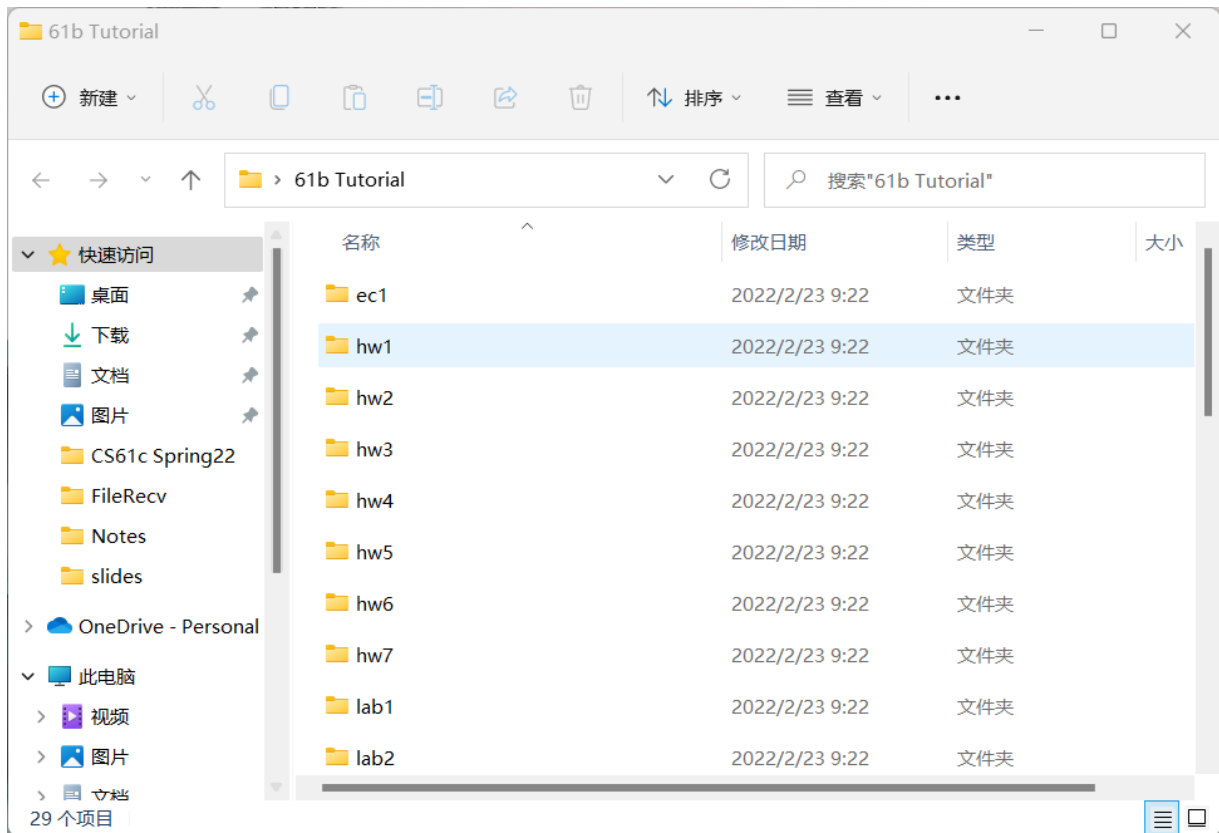 61b Tutorial
新建
排序
查看
61b Tutorial
搜索"61b Tutorial"
快速访问
桌面
下载
文档
图片
CS61c Spring22
FileRecv
Notes
slides
OneDrive - Personal
此电脑
视频
图片
文档
名称 修改日期 类型 大小
ec1 2022/2/23 9:22 文件夹
hw1 2022/2/23 9:22 文件夹
hw2 2022/2/23 9:22 文件夹
hw3 2022/2/23 9:22 文件夹
hw4 2022/2/23 9:22 文件夹
hw5 2022/2/23 9:22 文件夹
hw6 2022/2/23 9:22 文件夹
hw7 2022/2/23 9:22 文件夹
lab1 2022/2/23 9:22 文件夹
lab2 2022/2/23 9:22 文件夹
29 个项目